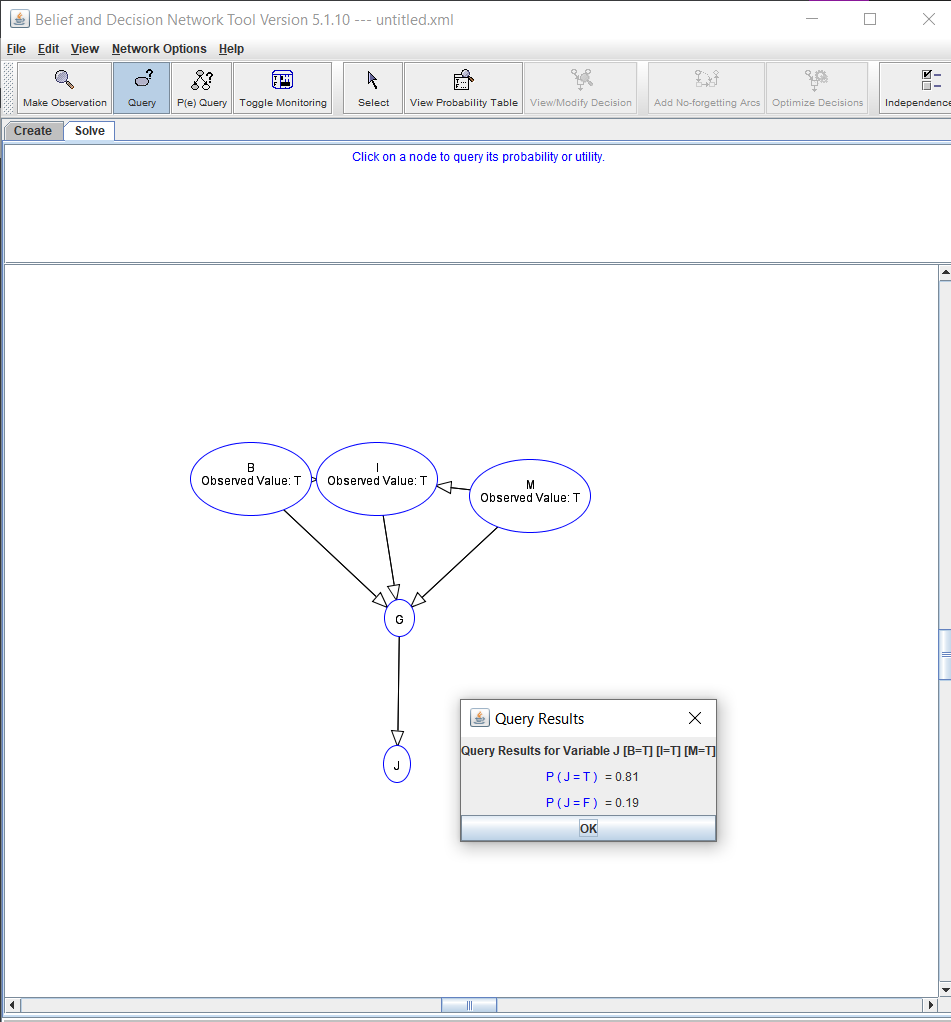 Belief and Decision Network Tool Version 5.1.10 --- untitled.xml
File Edit View Network Options Help
Make Observation Query P(e) Query Toggle Monitoring Select View Probability Table View/Modify Decision Add No-forgetting Arcs Optimize Decisions Independence
Create Solve
Click on a node to query its probability or utility.
B
Observed Value: T
I
Observed Value: T
M
Observed Value: T
G
J
Query Results
Query Results for Variable J [B=T] [I=T] [M=T]
P ( J = T ) = 0.81
P ( J = F ) = 0.19
OK